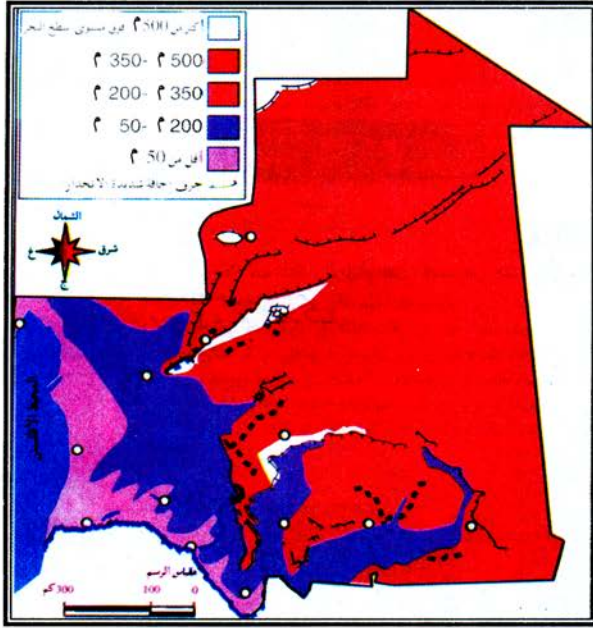 أكثر من 500 م فوق مستوى سطح البحر
500 م -350 م
350 م -200 م
200 م -50 م
أقل من 50 م
جرف (حافة شديدة الانحدار
الشمال
شرق
غ
ج
المحيط الأطلسي
مقياس الرسم
300 كم
100
0